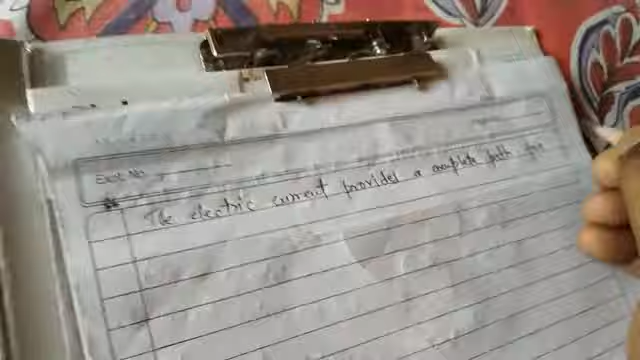 Expt. No.
The electric current provides a complete path for